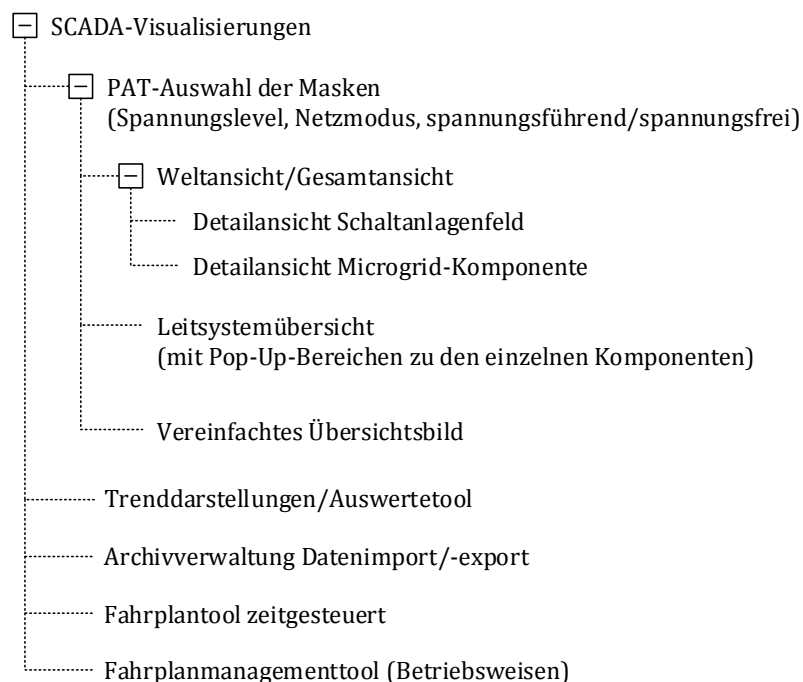 SCADA-Visualisierungen
PAT-Auswahl der Masken
(Spannungslevel, Netzmodus, spannungsführend/spannungsfrei)
Weltansicht/Gesamtansicht
Detailansicht Schaltanlagenfeld
Detailansicht Microgrid-Komponente
Leitsystemübersicht
(mit Pop-Up-Bereichen zu den einzelnen Komponenten)
Vereinfachtes Übersichtsbild
Trenddarstellungen/Auswertetool
Archivverwaltung Datenimport/-export
Fahrplantool zeitgesteuert
Fahrplanmanagementtool (Betriebsweisen)